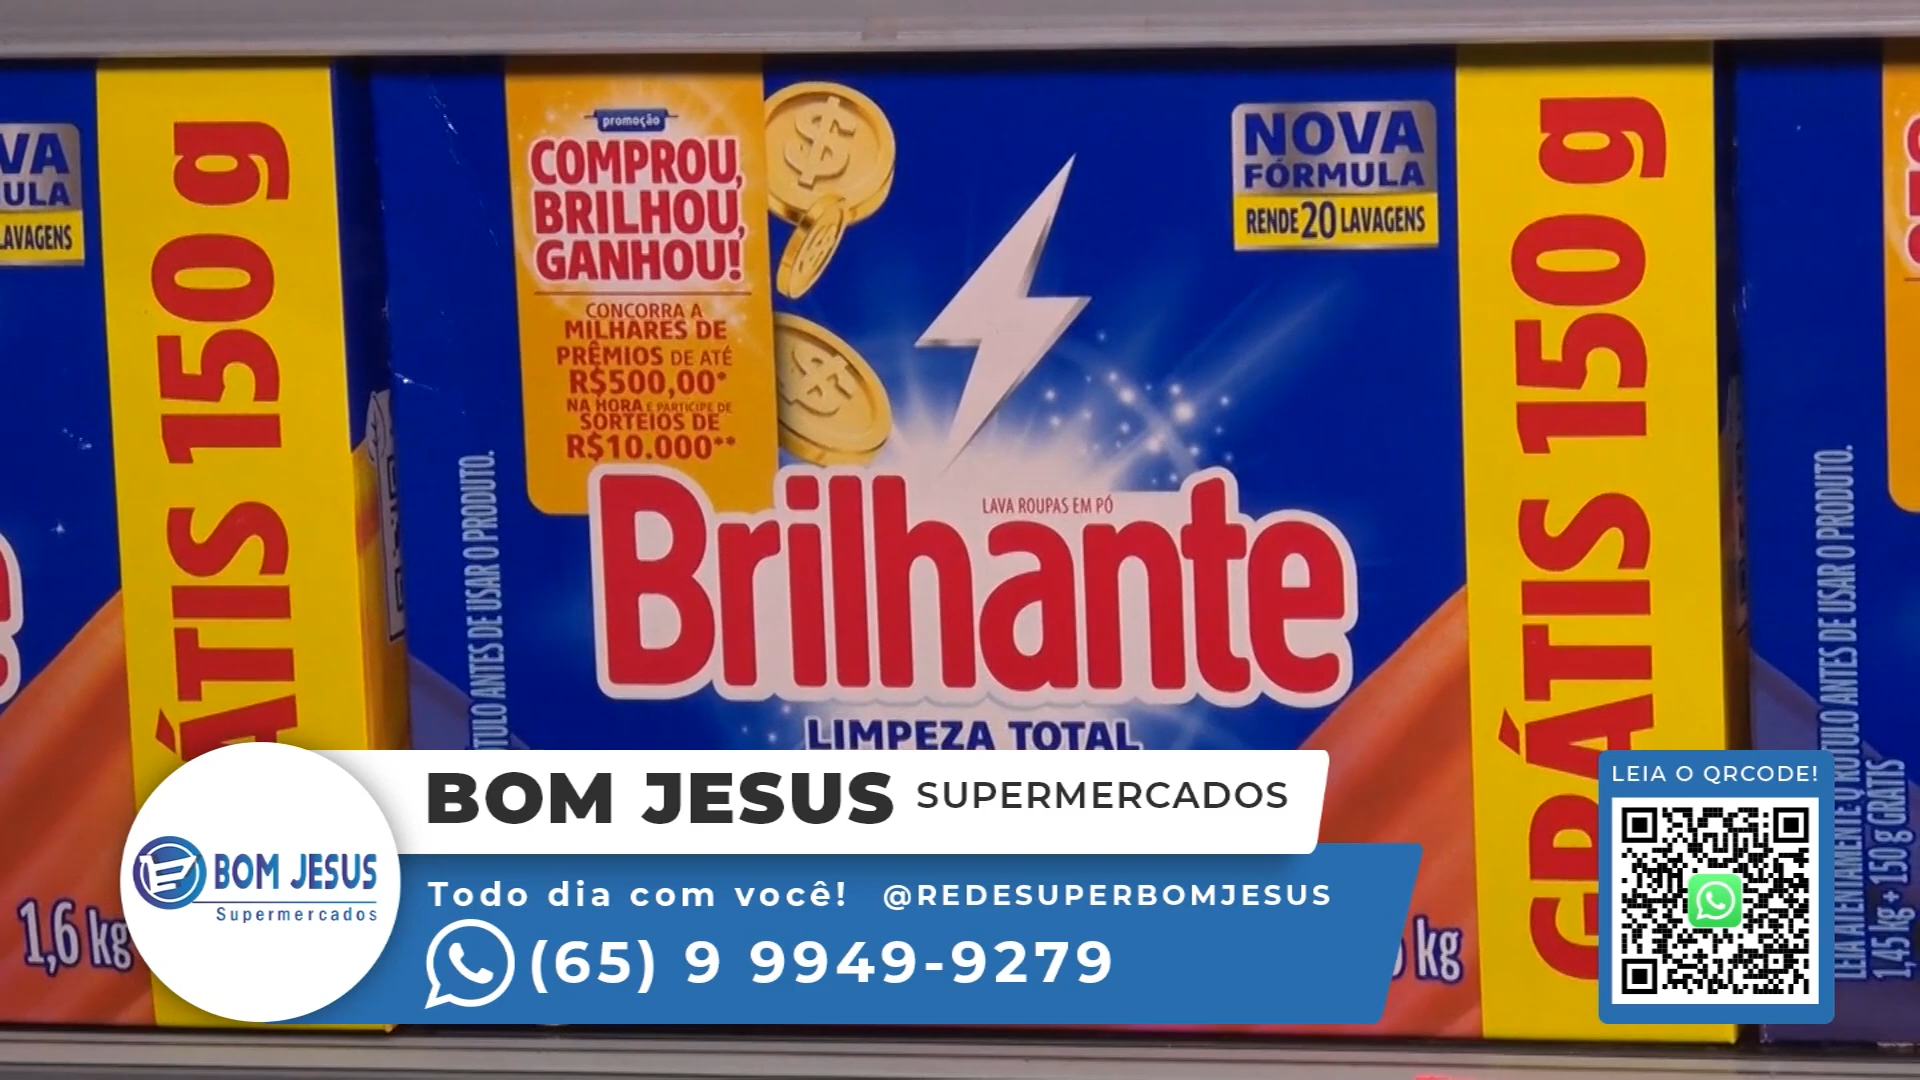 VA
ULA
LAVAGENS
ÁTIS 150 g
1,6 kg
promoção
COMPROU,
BRILHOU,
GANHOU!
CONCORRA A
MILHARES DE
PRÊMIOS DE ATÉ
R$500,00*
NA HORA E PARTICIPE DE
SORTEIOS DE
R$10.000**
NOVA
FÓRMULA
RENDE 20 LAVAGENS
LAVA ROUPAS EM PÓ
Brilhante
LIMPEZA TOTAL
TULO ANTES DE USAR O PRODUTO.
GRÁTIS 150 g
kg
LEIA ATENTAMENTE O RÓTULO ANTES DE USAR O PRODUTO.
1,45 kg + 150 g GRÁTIS
BOM JESUS SUPERMERCADOS
BOM JESUS
Supermercados
Todo dia com você! @REDESUPERBOMJESUS
(65) 9 9949-9279
LEIA O QRCODE!